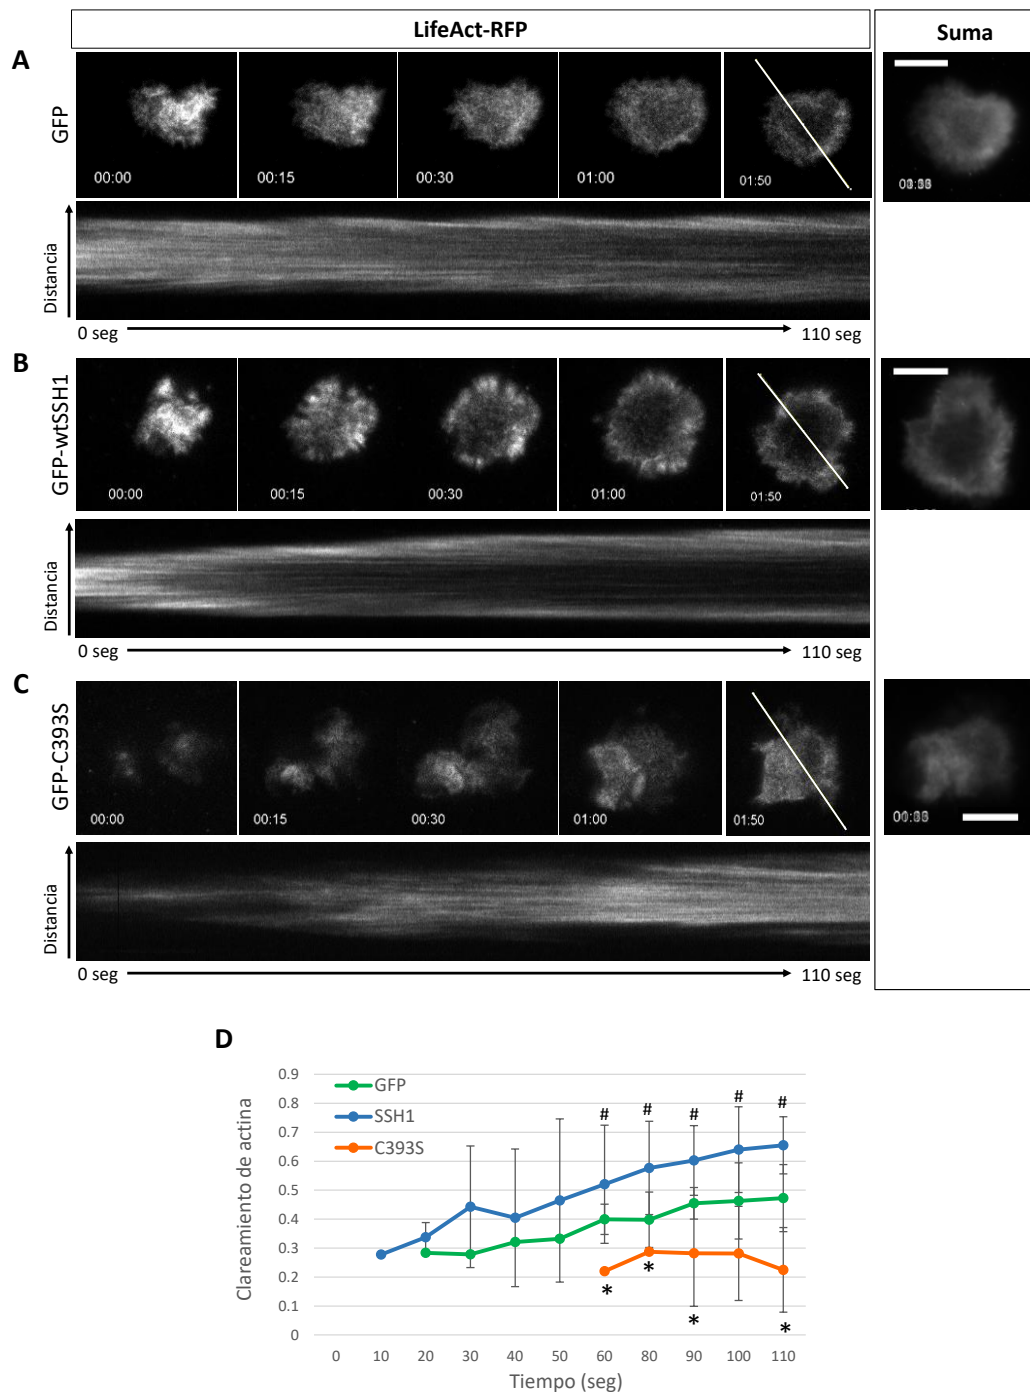 LifeAct-RFP
Suma
A
GFP
00:00
00:15
00:30
01:00
01:50
Distancia
0 seg
110 seg
B
GFP-wtSSH1
00:00
00:15
00:30
01:00
01:50
Distancia
0 seg
110 seg
C
GFP-C393S
00:00
00:15
00:30
01:00
01:50
Distancia
0 seg
110 seg
D
GFP
SSH1
C393S
Clareamiento de actina
0.9
0.8
0.7
0.6
0.5
0.4
0.3
0.2
0.1
0
# # # # #
* * * *
0 10 20 30 40 50 60 80 90 100 110
Tiempo (seg)